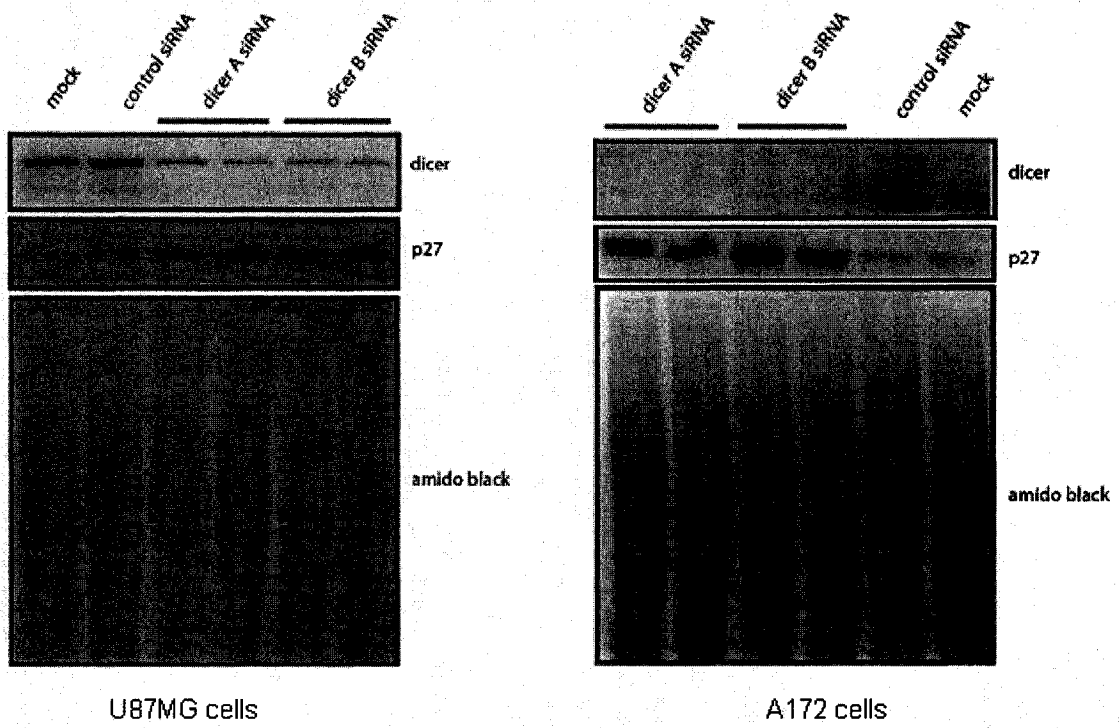 mock
control siRNA
dicer A siRNA
dicer B siRNA
dicer
p27
amido black
U87MG cells
dicer A siRNA
dicer B siRNA
control siRNA
mock
dicer
p27
amido black
A172 cells